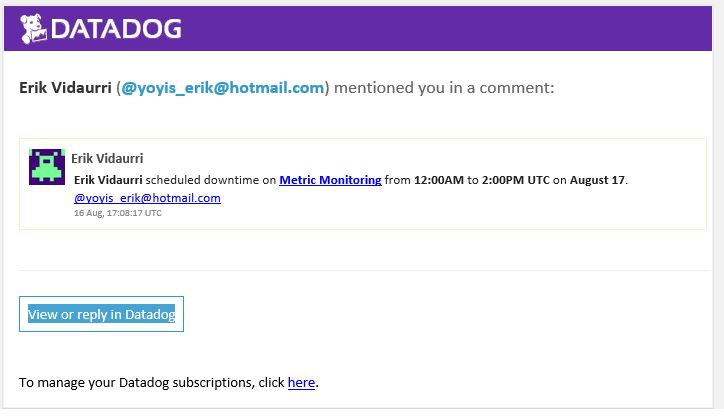 DATADOG
Erik Vidaurri (@yoyis_erik@hotmail.com) mentioned you in a comment:
Erik Vidaurri
Erik Vidaurri scheduled downtime on Metric Monitoring from 12:00AM to 2:00PM UTC on August 17.
@yoyis_erik@hotmail.com
16 Aug, 17:08:17 UTC
View or reply in Datadog
To manage your Datadog subscriptions, click here.